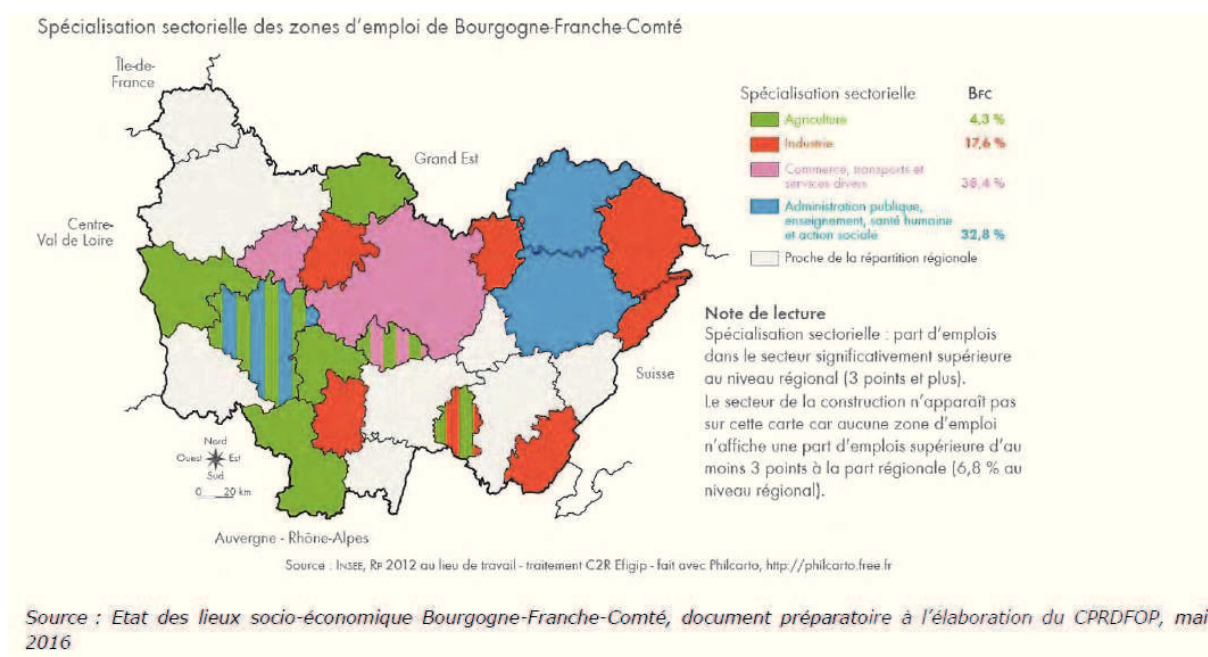 Spécialisation sectorielle des zones d'emploi de Bourgogne-Franche-Comté
Île-de-
France
Grand Est
Centre-
Val de Loire
Suisse
Nord
Ouest Est
Sud
0 20 km
Auvergne - Rhône-Alpes
Spécialisation sectorielle BFC
Agriculture 4,3 %
Industrie 17,6 %
Commerce, transports et
services divers 38,4 %
Administration publique,
enseignement, santé humaine
et action sociale 32,8 %
Proche de la répartition régionale
Note de lecture
Spécialisation sectorielle : part d'emplois
dans le secteur significativement supérieure
au niveau régional (3 points et plus).
Le secteur de la construction n'apparaît pas
sur cette carte car aucune zone d'emploi
n'affiche une part d'emplois supérieure d'au
moins 3 points à la part régionale (6,8 % au
niveau régional).
Source : INSEE, RP 2012 au lieu de travail - traitement C2R Efigip - fait avec Philcarto, http://philcarto.free.fr
Source : Etat des lieux socio-économique Bourgogne-Franche-Comté, document préparatoire à l'élaboration du CPRDFOP, mai
2016